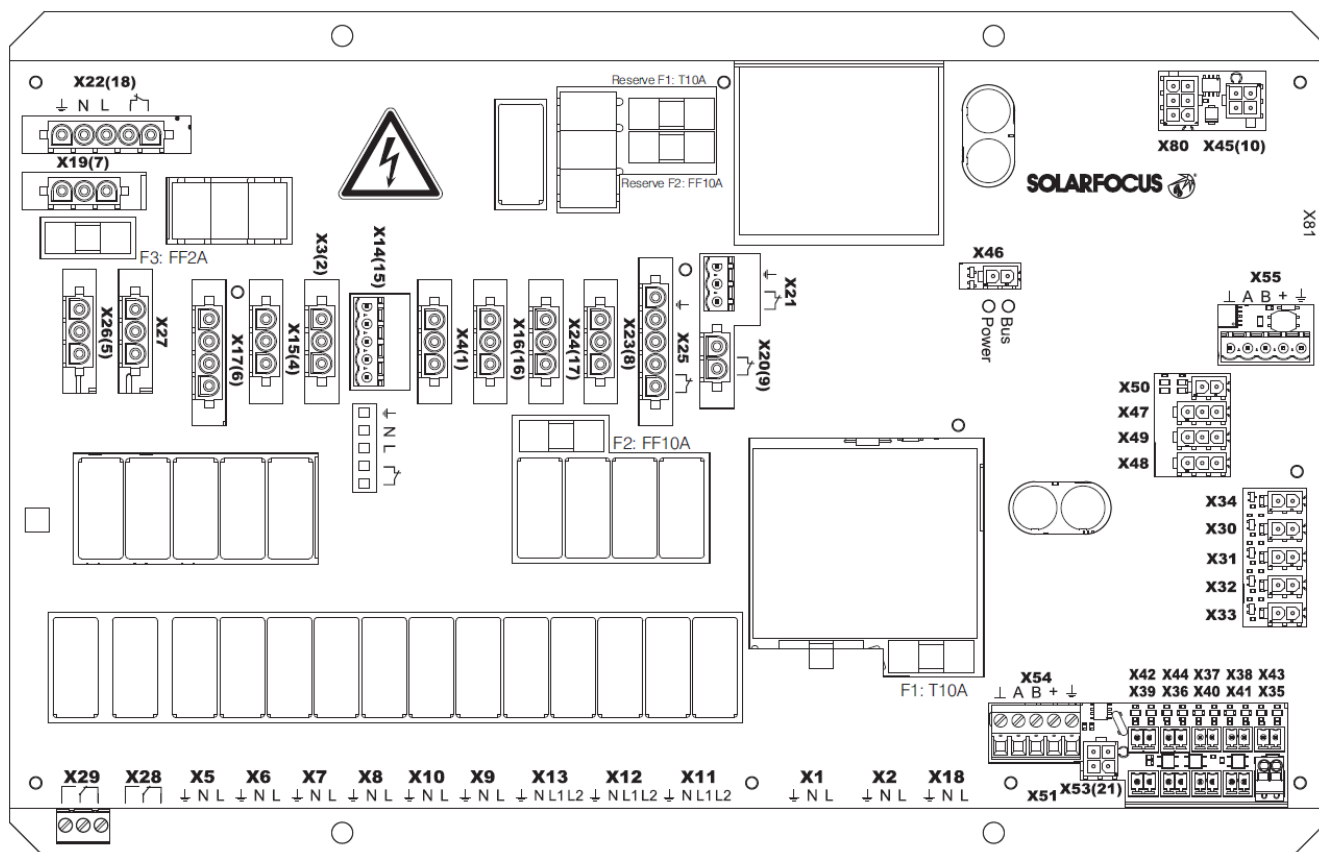 Reserve F1: T10A
X22(18)
⏚ N L
X80 X45(10)
X19(7)
Reserve F2: FF10A
SOLARFOCUS
X81
F3: FF2A
X3(2)
X14(15)
X46
X21
X55
⊥ A B + ⏚
Power
Bus
X26(5)
X27
X17(6)
X15(4)
X4(1)
X16(16)
X24(17)
X23(8)
X25
X20(9)
X50
X47
X49
X48
⏚
N
L
F2: FF10A
X34
X30
X31
X32
X33
F1: T10A
X54
⊥ A B + ⏚
X42 X44 X37 X38 X43
X39 X36 X40 X41 X35
X29 X28 X5 X6 X7 X8 X10 X9 X13 X12 X11 X1 X2 X18
⏚ N L ⏚ N L ⏚ N L ⏚ N L ⏚ N L ⏚ N L ⏚ N L1 L2 ⏚ N L1 L2 ⏚ N L1 L2 ⏚ N L ⏚ N L ⏚ N L
X51
X53(21)